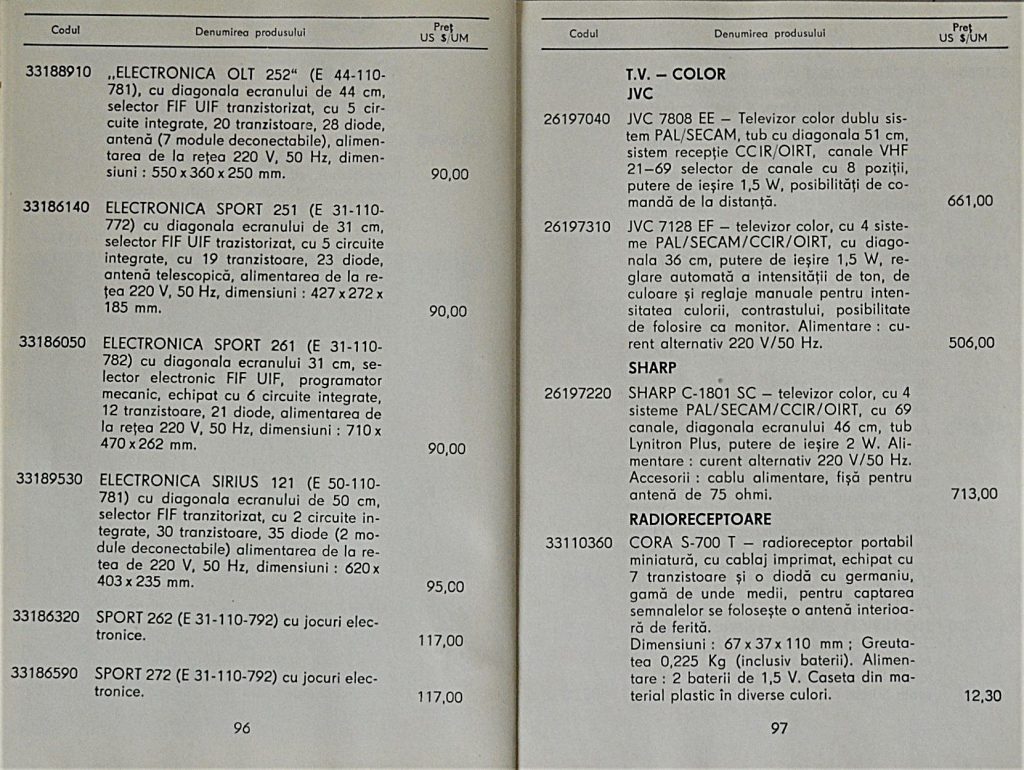 Codul Denumirea produsului Preț
US $/UM
33188910 „ELECTRONICA OLT 252“ (E 44-110-
781), cu diagonala ecranului de 44 cm,
selector FIF UIF tranzistorizat, cu 5 cir-
cuite integrate, 20 tranzistoare, 28 diode,
antenă (7 module deconectabile), alimen-
tarea de la rețea 220 V, 50 Hz, dimen-
siuni : 550 x 360 x 250 mm. 90,00
33186140 ELECTRONICA SPORT 251 (E 31-110-
772) cu diagonala ecranului de 31 cm,
selector FIF UIF trazistorizat, cu 5 circuite
integrate, cu 19 tranzistoare, 23 diode,
antenă telescopică, alimentarea de la re-
țea 220 V, 50 Hz, dimensiuni : 427 x 272 x
185 mm. 90,00
33186050 ELECTRONICA SPORT 261 (E 31-110-
782) cu diagonala ecranului 31 cm, se-
lector electronic FIF UIF, programator
mecanic, echipat cu 6 circuite integrate,
12 tranzistoare, 21 diode, alimentarea de
la rețea 220 V, 50 Hz, dimensiuni : 710 x
470 x 262 mm. 90,00
33189530 ELECTRONICA SIRIUS 121 (E 50-110-
781) cu diagonala ecranului de 50 cm,
selector FIF tranzitorizat, cu 2 circuite in-
tegrate, 30 tranzistoare, 35 diode (2 mo-
dule deconectabile) alimentarea de la re-
tea de 220 V, 50 Hz, dimensiuni : 620 x
403 x 235 mm. 95,00
33186320 SPORT 262 (E 31-110-792) cu jocuri elec-
tronice. 117,00
33186590 SPORT 272 (E 31-110-792) cu jocuri elec-
tronice. 117,00
96
Codul Denumirea produsului Preț
US $/UM
T.V. – COLOR
JVC
26197040 JVC 7808 EE – Televizor color dublu sis-
tem PAL/SECAM, tub cu diagonala 51 cm,
sistem recepție CCIR/OIRT, canale VHF
21–69 selector de canale cu 8 poziții,
putere de ieșire 1,5 W, posibilități de co-
mandă de la distanță. 661,00
26197310 JVC 7128 EF – televizor color, cu 4 siste-
me PAL/SECAM/CCIR/OIRT, cu diago-
nala 36 cm, putere de ieșire 1,5 W, re-
glare automată a intensității de ton, de
culoare și reglaje manuale pentru inten-
sitatea culorii, contrastului, posibilitate
de folosire ca monitor. Alimentare : cu-
rent alternativ 220 V/50 Hz. 506,00
SHARP
26197220 SHARP C-1801 SC – televizor color, cu 4
sisteme PAL/SECAM/CCIR/OIRT, cu 69
canale, diagonala ecranului 46 cm, tub
Lynitron Plus, putere de ieșire 2 W. Ali-
mentare : curent alternativ 220 V/50 Hz.
Accesorii : cablu alimentare, fișă pentru
antenă de 75 ohmi. 713,00
RADIORECEPTOARE
33110360 CORA S-700 T – radioreceptor portabil
miniatură, cu cablaj imprimat, echipat cu
7 tranzistoare și o diodă cu germaniu,
gamă de unde medii, pentru captarea
semnalelor se folosește o antenă interioa-
ră de ferită.
Dimensiuni : 67 x 37 x 110 mm ; Greuta-
tea 0,225 Kg (inclusiv baterii). Alimen-
tare : 2 baterii de 1,5 V. Caseta din ma-
terial plastic în diverse culori. 12,30
97